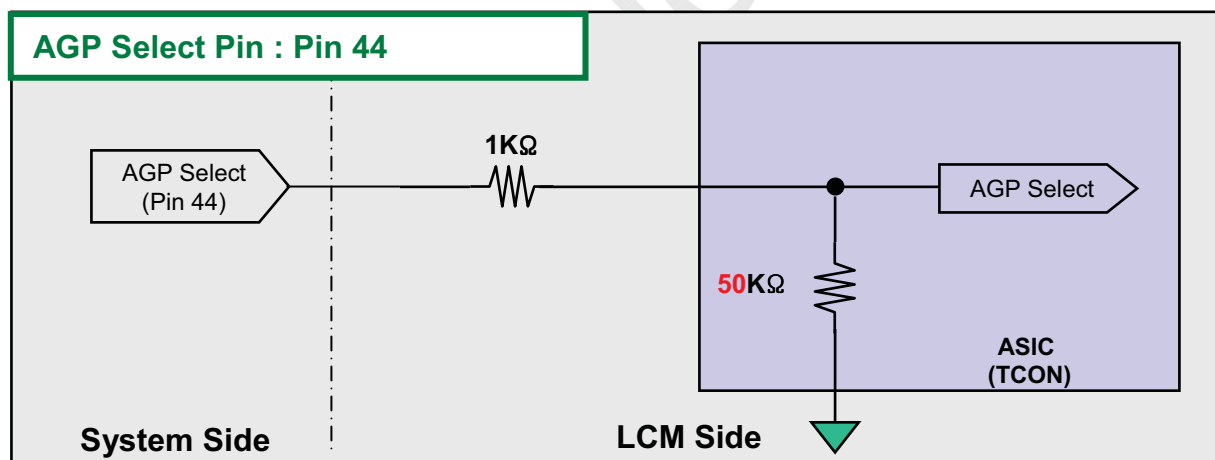 AGP Select Pin : Pin 44
1KΩ
AGP Select
(Pin 44)
AGP Select
50KΩ
ASIC
(TCON)
System Side
LCM Side